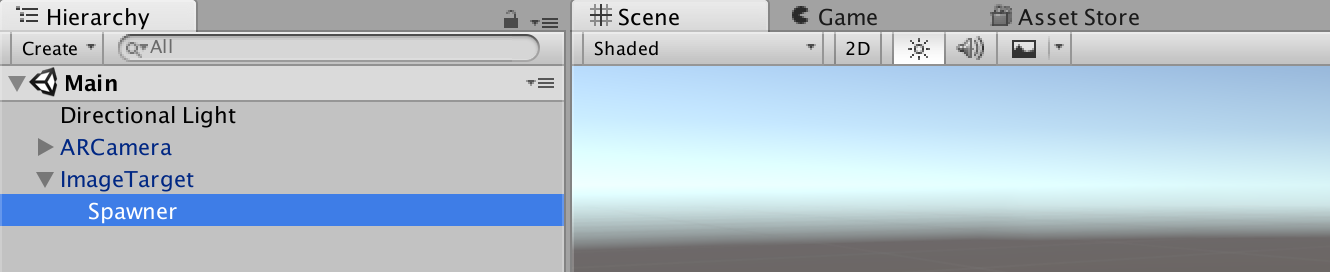 Hierarchy
Create All
Main
Directional Light
ARCamera
ImageTarget
Spawner
Scene Game Asset Store
Shaded 2D